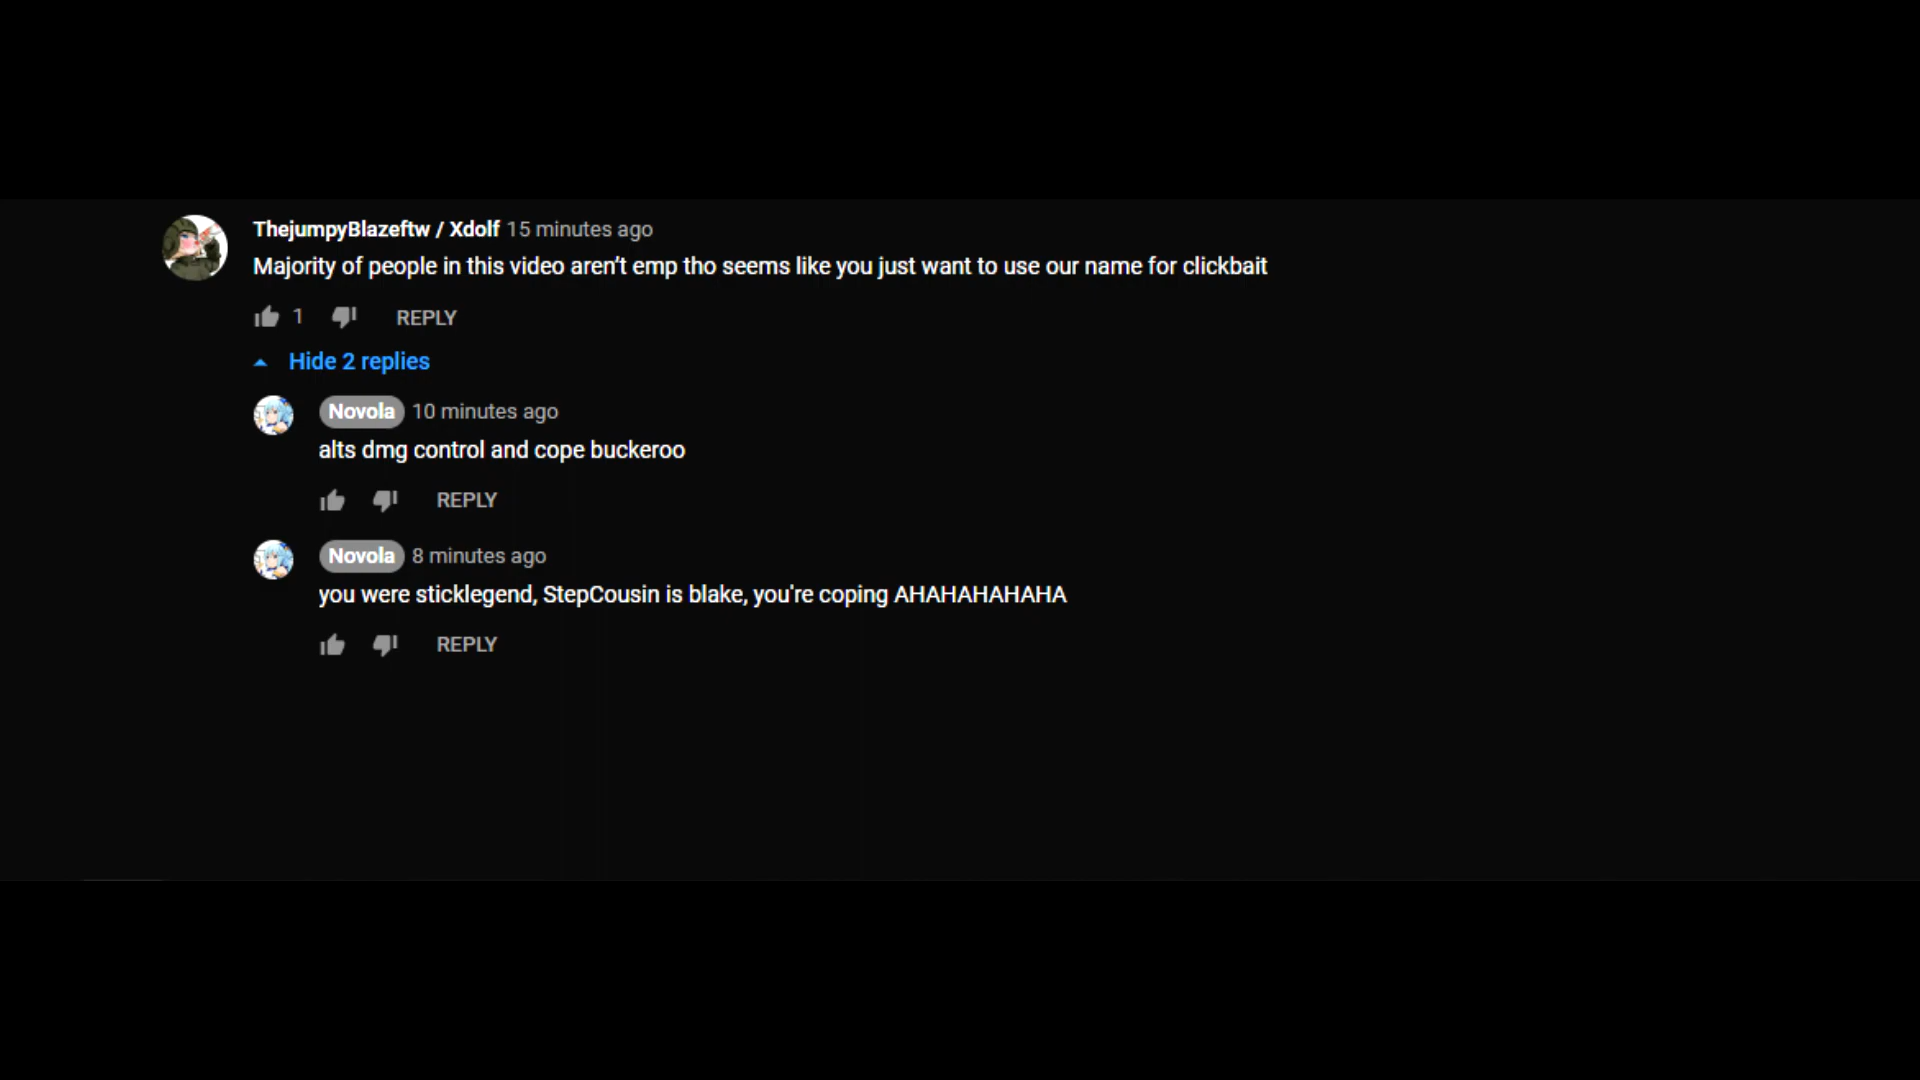 ThejumpyBlazeftw / Xdolf 15 minutes ago
Majority of people in this video aren't emp tho seems like you just want to use our name for clickbait
1 REPLY
Hide 2 replies
Novola 10 minutes ago
alts dmg control and cope buckeroo
REPLY
Novola 8 minutes ago
you were sticklegend, StepCousin is blake, you're coping AHAHAHAHAHA
REPLY